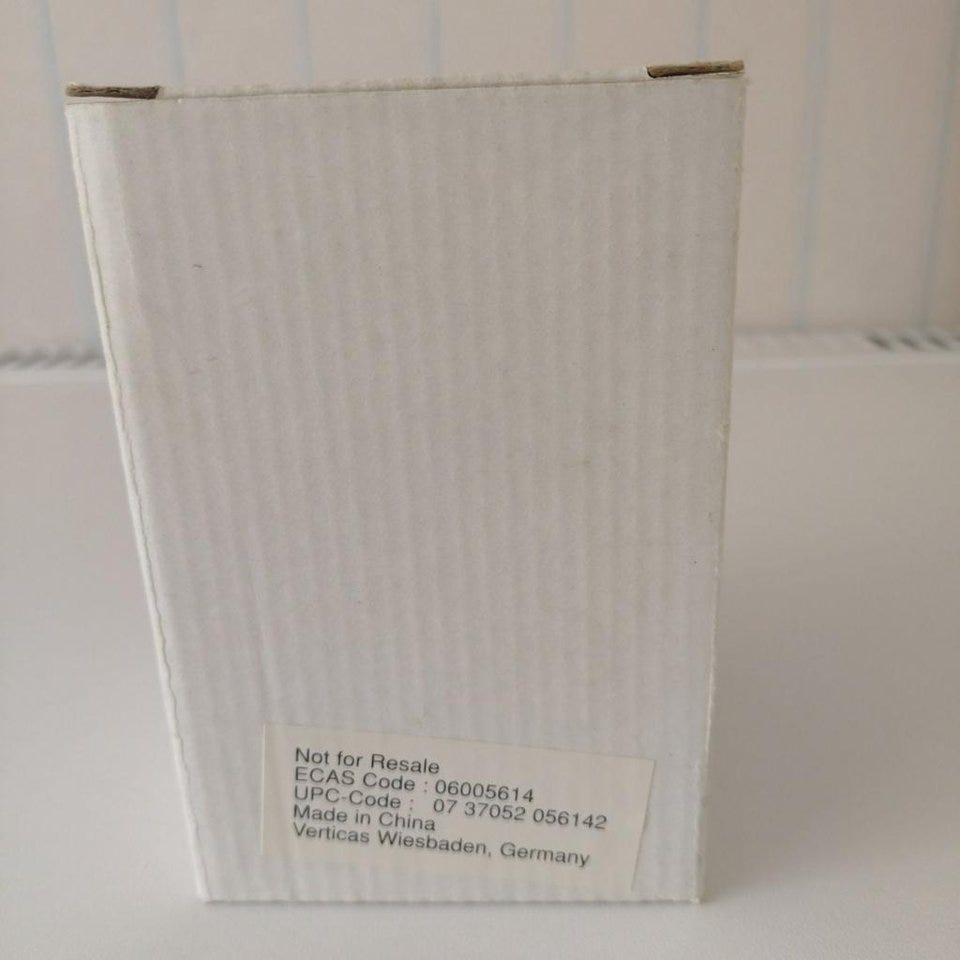 Not for Resale
ECAS Code : 06005614
UPC-Code : 07 37052 056142
Made in China
Verticas Wiesbaden, Germany